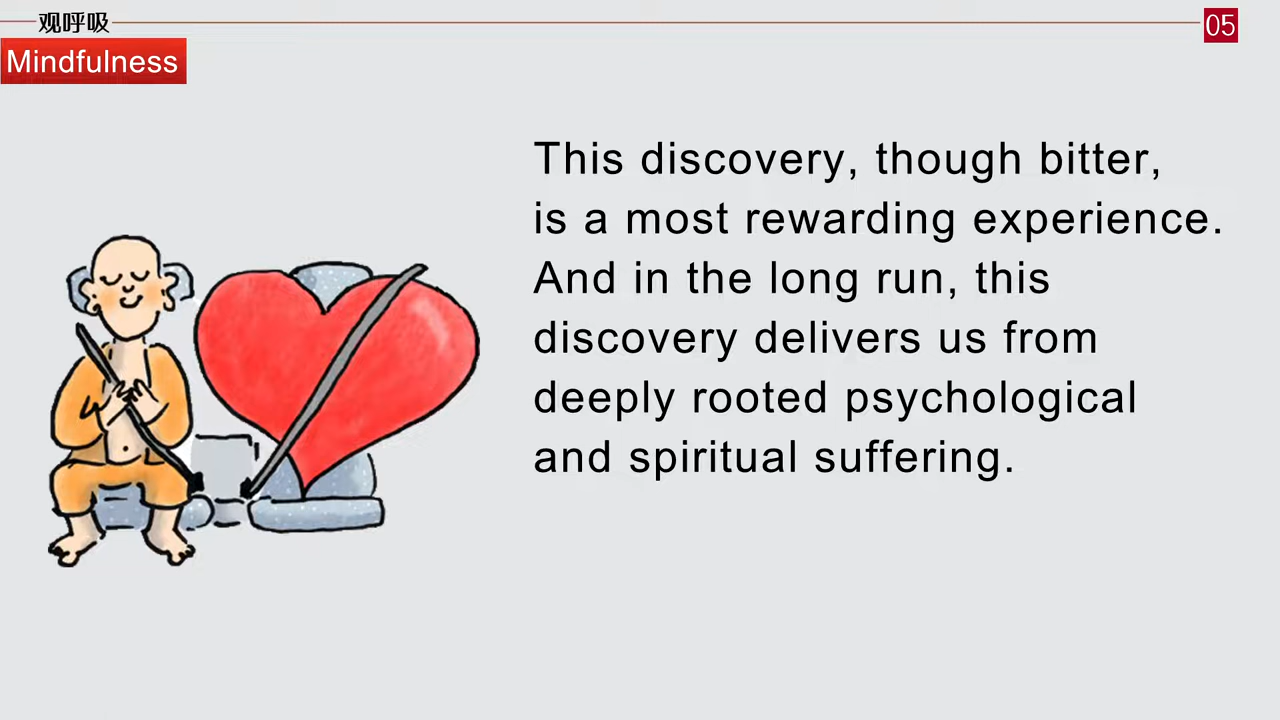 观呼吸
05
Mindfulness
This discovery, though bitter,
is a most rewarding experience.
And in the long run, this
discovery delivers us from
deeply rooted psychological
and spiritual suffering.